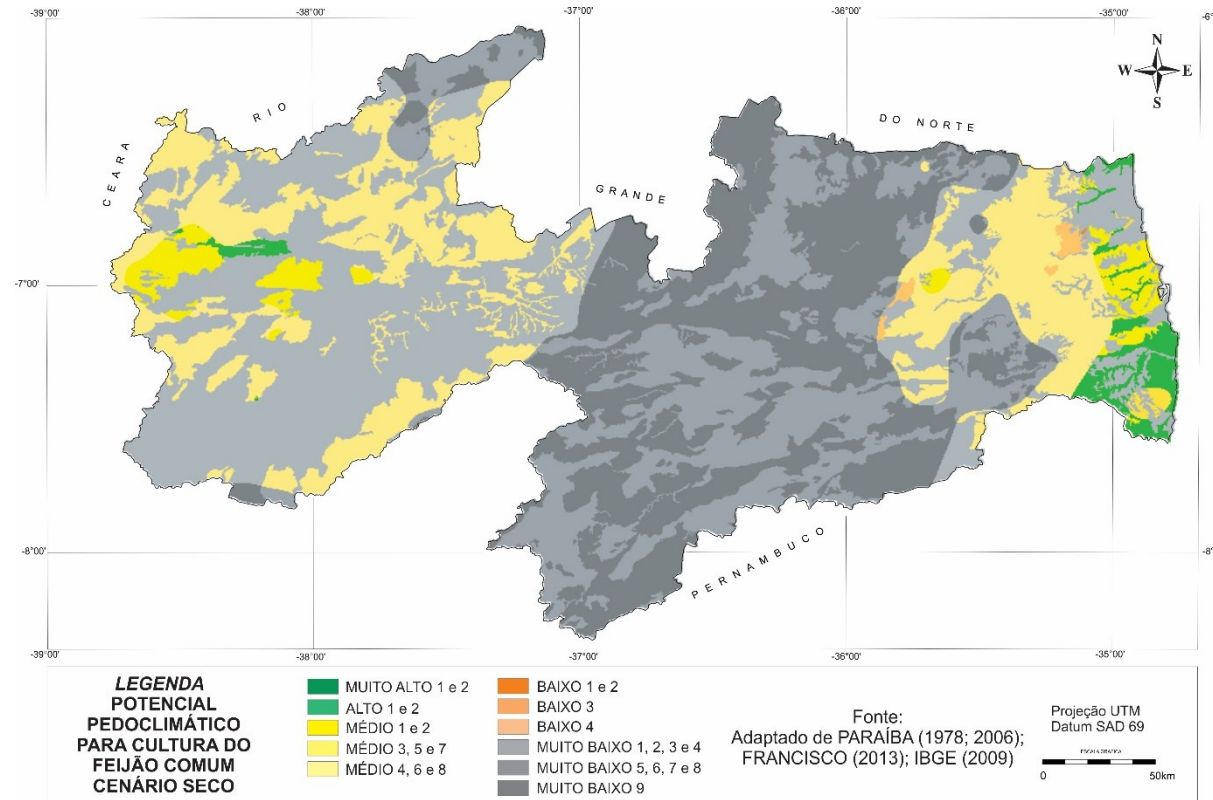 -39°00'
-38°00'
-37°00'
-36°00'
-35°00'
-6°
N
W E
S
RIO
DO NORTE
CEARA
GRANDE
-7°00'
-7°
-8°00'
-8°
PERNAMBUCO
-39°00'
-38°00'
-37°00'
-36°00'
-35°00'
LEGENDA
POTENCIAL
PEDOCLIMÁTICO
PARA CULTURA DO
FEIJÃO COMUM
CENÁRIO SECO
MUITO ALTO 1 e 2
ALTO 1 e 2
MÉDIO 1 e 2
MÉDIO 3, 5 e 7
MÉDIO 4, 6 e 8
BAIXO 1 e 2
BAIXO 3
BAIXO 4
MUITO BAIXO 1, 2, 3 e 4
MUITO BAIXO 5, 6, 7 e 8
MUITO BAIXO 9
Fonte:
Adaptado de PARAÍBA (1978; 2006);
FRANCISCO (2013); IBGE (2009)
Projeção UTM
Datum SAD 69
ESCALA GRÁFICA
0 50km